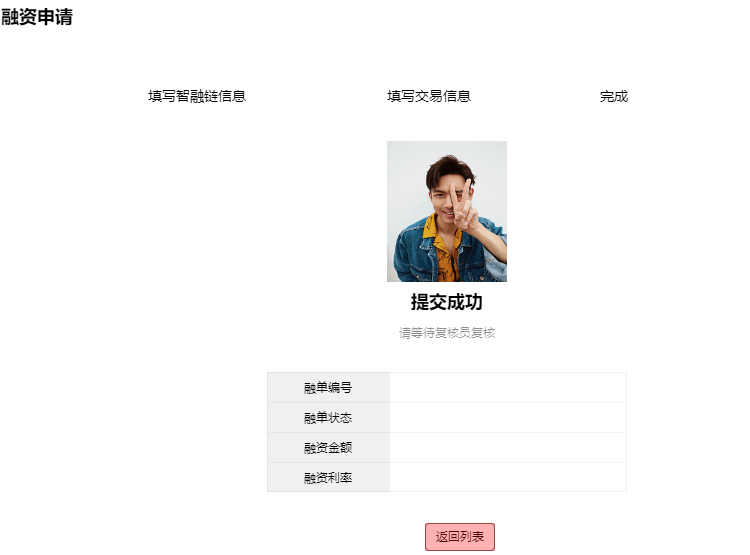 融资申请
填写智融链信息 填写交易信息 完成
提交成功
请等待复核员复核
融单编号
融单状态
融资金额
融资利率
返回列表